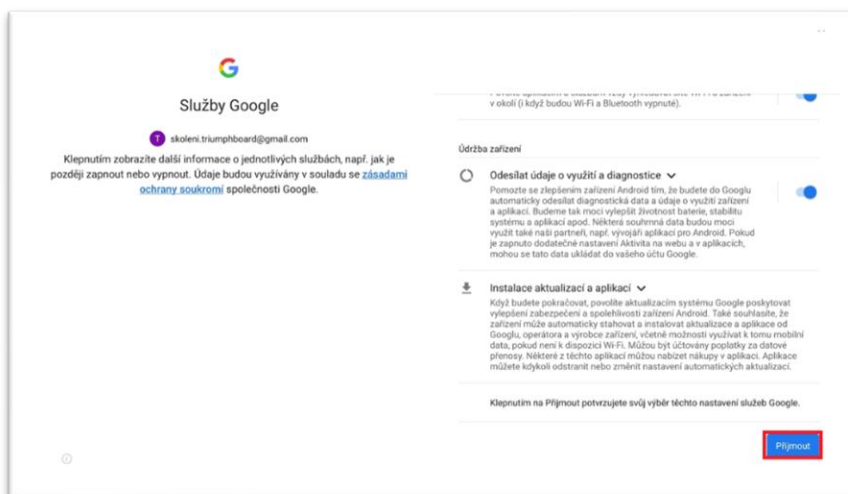 Služby Google
T skoleni.triumphboard@gmail.com
Klepnutím zobrazíte další informace o jednotlivých službách, např. jak je
později zapnout nebo vypnout. Údaje budou využívány v souladu se zásadami
ochrany soukromí společnosti Google.
v okolí (i když budou Wi-Fi a Bluetooth vypnuté).
Údržba zařízení
Odesílat údaje o využití a diagnostice
Pomozte se zlepšením zařízení Android tím, že budete do Googlu
automaticky odesílat diagnostická data a údaje o využití zařízení
a aplikací. Budeme tak moci vylepšit životnost baterie, stabilitu
systému a aplikací apod. Některá souhrnná data budou moci
využít také naši partneři, např. vývojáři aplikací pro Android. Pokud
je zapnuto dodatečné nastavení Aktivita na webu a v aplikacích,
mohou se tato data ukládat do vašeho účtu Google.
Instalace aktualizací a aplikací
Když budete pokračovat, povolíte aktualizacím systému Google poskytovat
vylepšení zabezpečení a spolehlivosti zařízení Android. Také souhlasíte, že
zařízení může automaticky stahovat a instalovat aktualizace a aplikace od
Googlu, operátora a výrobce zařízení, včetně možnosti využívat k tomu mobilní
data, pokud není k dispozici Wi-Fi. Můžou být účtovány poplatky za datové
přenosy. Některé z těchto aplikací můžou nabízet nákupy v aplikaci. Aplikace
můžete kdykoli odstranit nebo změnit nastavení automatických aktualizací.
Klepnutím na Přijmout potvrzujete svůj výběr těchto nastavení služeb Google.
Přijmout